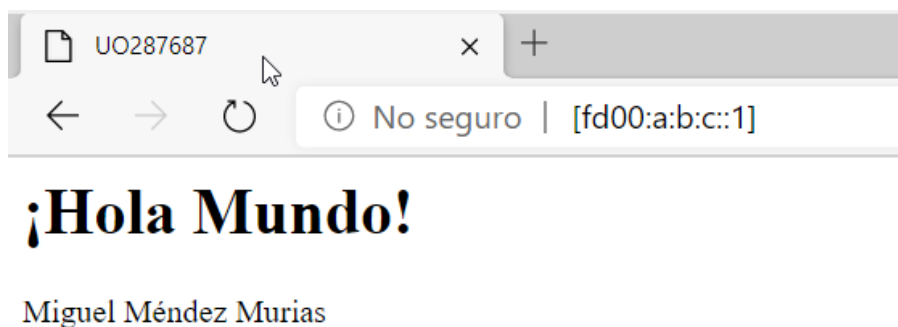 UO287687
No seguro | [fd00:a:b:c::1]
¡Hola Mundo!
Miguel Méndez Murias